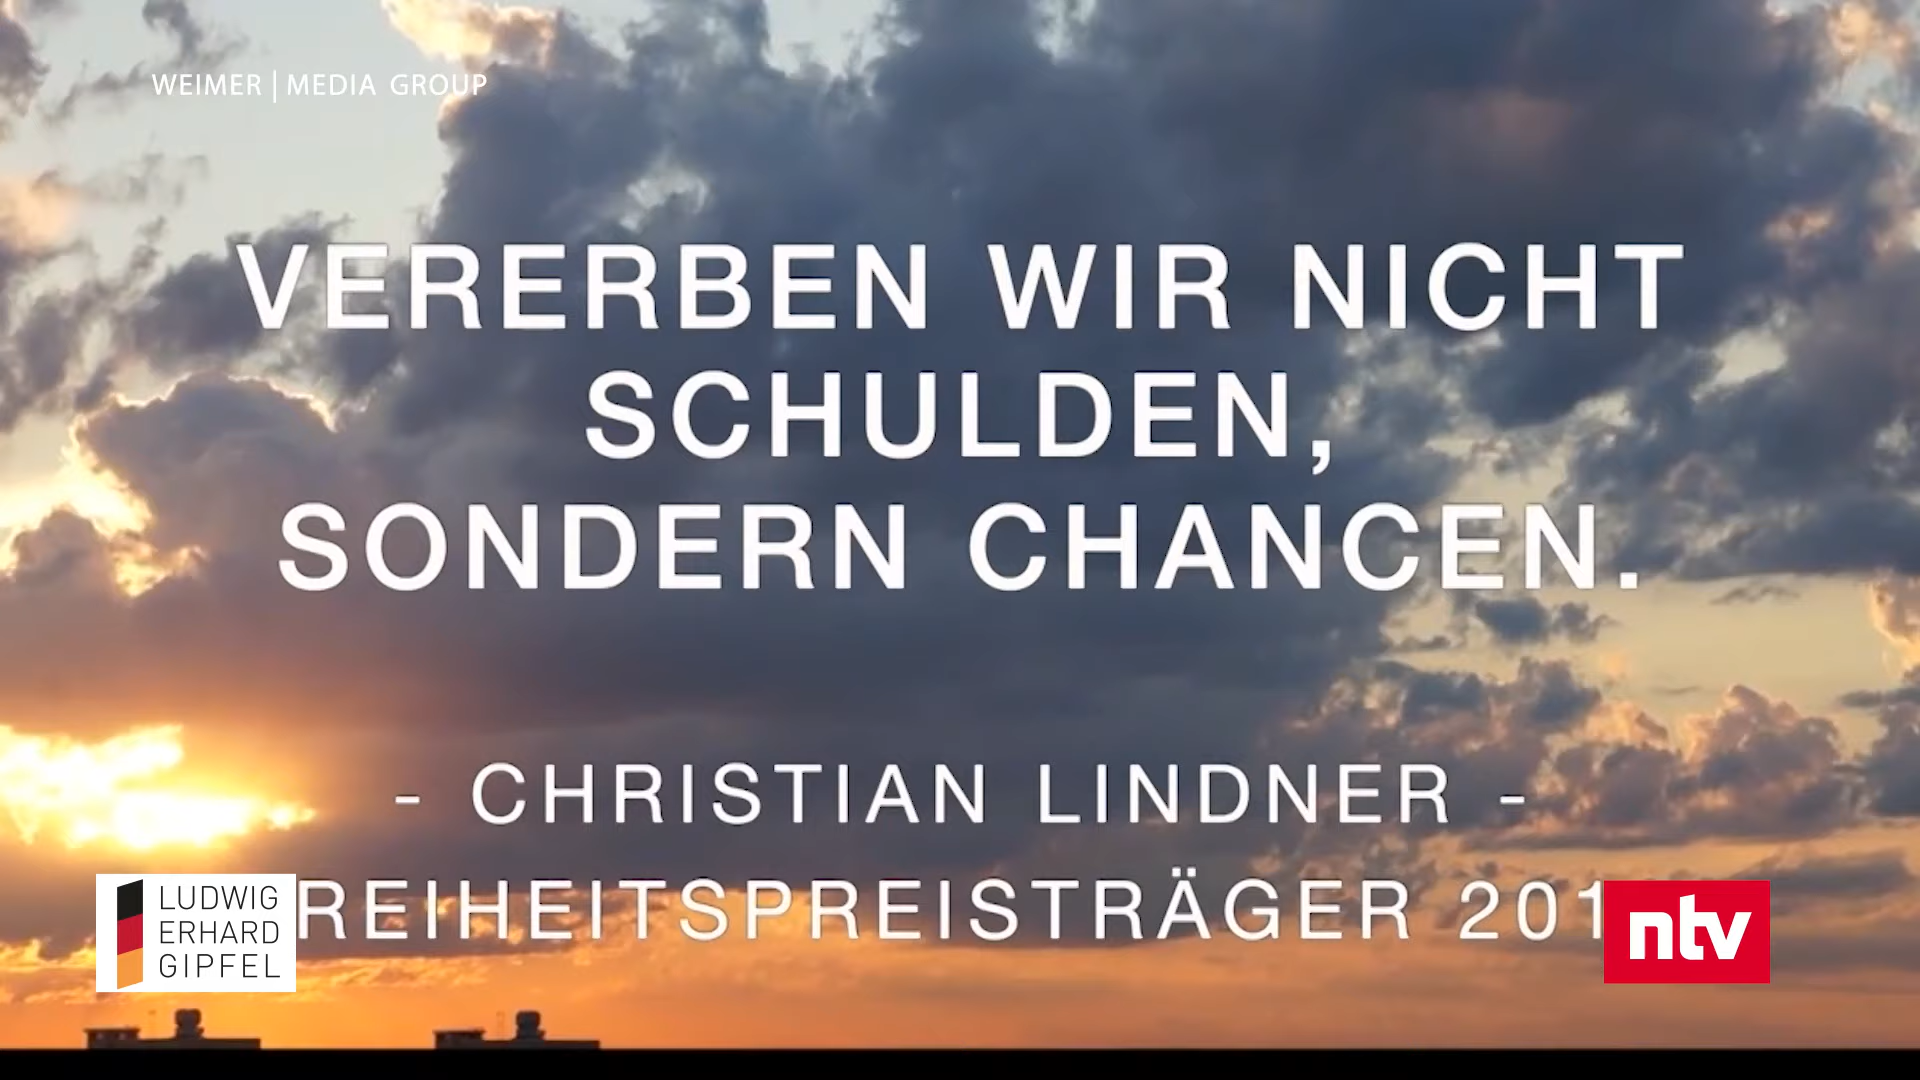 WEIMER | MEDIA GROUP
VERERBEN WIR NICHT
SCHULDEN,
SONDERN CHANCEN.
- CHRISTIAN LINDNER -
REIHEITSPREISTRÄGER 201
LUDWIG
ERHARD
GIPFEL
ntv